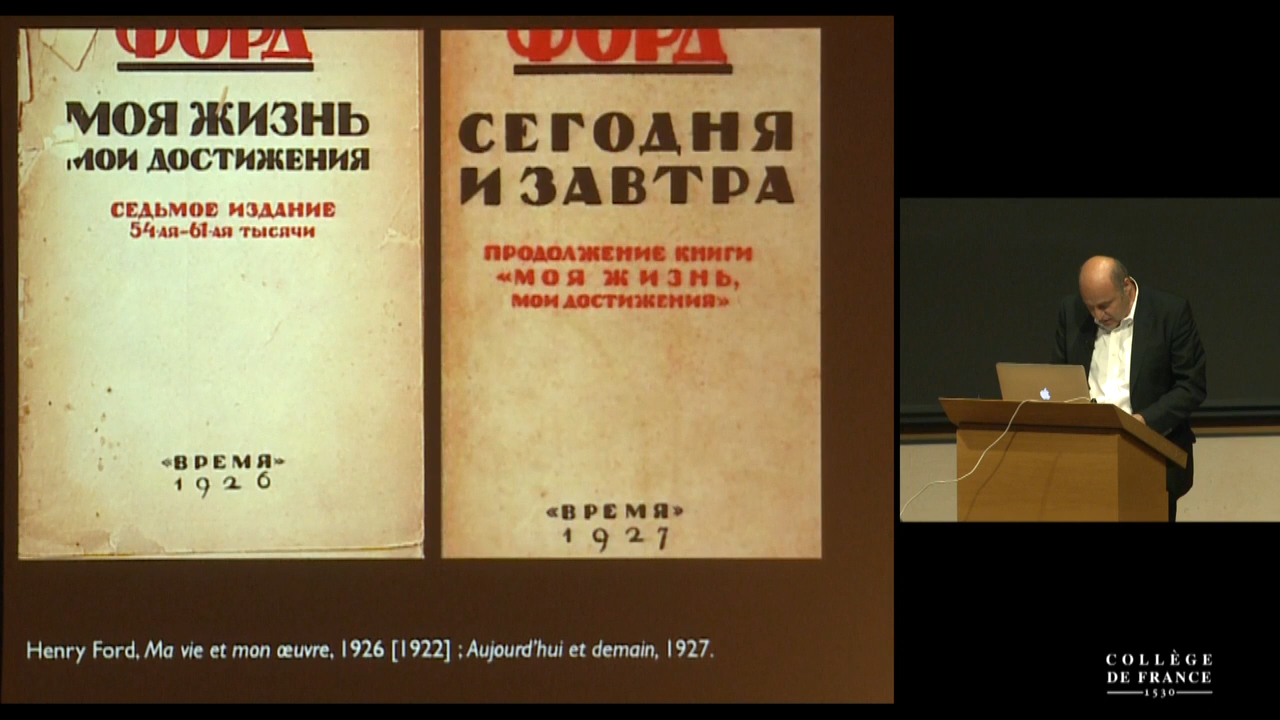 ФОРД
МОЯ ЖИЗНЬ
МОИ ДОСТИЖЕНИЯ
СЕДЬМОЕ ИЗДАНИЕ
54-ая-61-ая тысячи
«ВРЕМЯ»
1926
ФОРД
СЕГОДНЯ
И ЗАВТРА
ПРОДОЛЖЕНИЕ КНИГИ
«МОЯ ЖИЗНЬ,
МОИ ДОСТИЖЕНИЯ»
«ВРЕМЯ»
1927
Henry Ford, Ma vie et mon œuvre, 1926 [1922] ; Aujourd'hui et demain, 1927.
COLLÈGE
DE FRANCE
1530